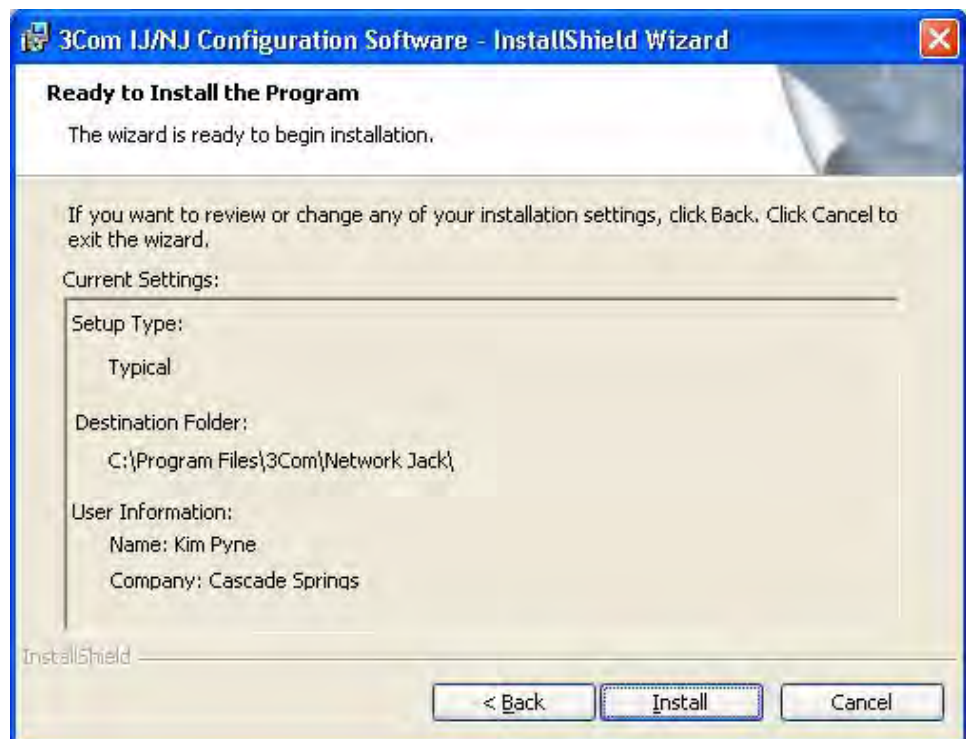 3Com IJ/NJ Configuration Software - InstallShield Wizard
Ready to Install the Program
The wizard is ready to begin installation.
If you want to review or change any of your installation settings, click Back. Click Cancel to
exit the wizard.
Current Settings:
Setup Type:
Typical
Destination Folder:
C:\Program Files\3Com\Network Jack\
User Information:
Name: Kim Pyne
Company: Cascade Springs
InstallShield
< Back
Install
Cancel